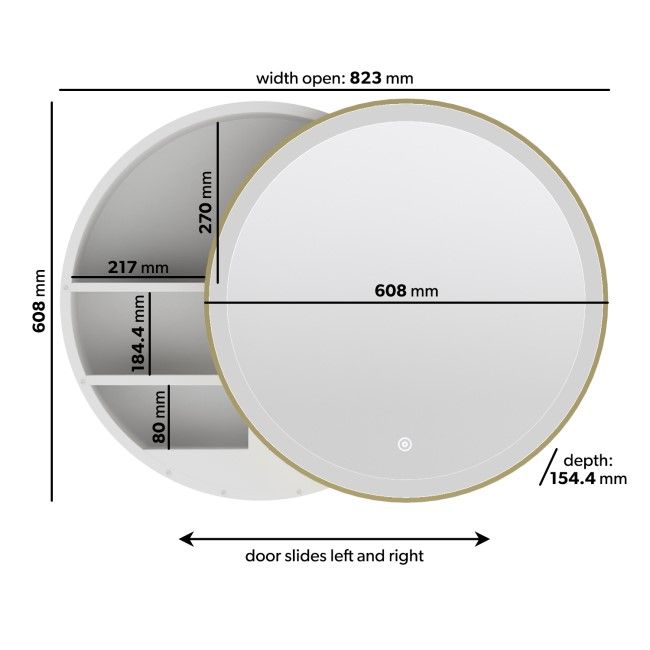 width open: 823 mm
270 mm
217 mm
608 mm
608 mm
184.4 mm
80 mm
depth:
154.4 mm
door slides left and right